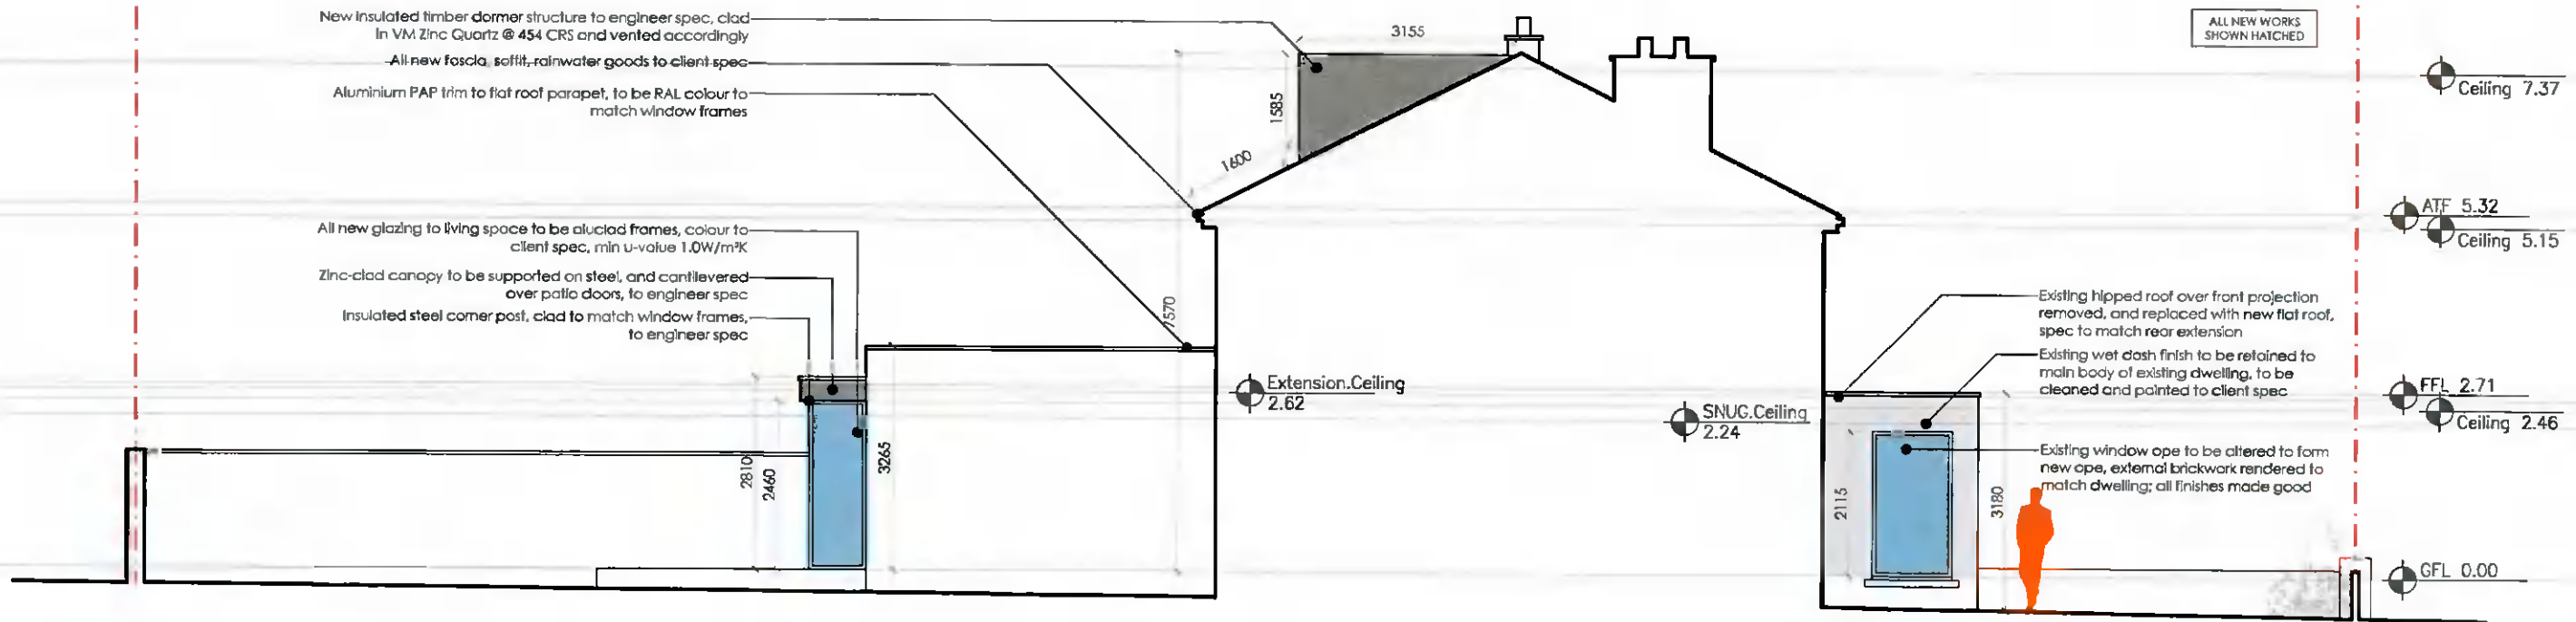 New insulated timber dormer structure to engineer spec, clad
in VM Zinc Quartz @ 454 CRS and vented accordingly
All new fascia, soffit, rainwater goods to client spec
Aluminium PAP trim to flat roof parapet, to be RAL colour to
match window frames
All new glazing to living space to be aluclad frames, colour to
client spec, min u-value 1.0W/m²K
Zinc-clad canopy to be supported on steel, and cantilevered
over patio doors, to engineer spec
Insulated steel corner post, clad to match window frames,
to engineer spec
3155
1585
1600
7570
2810
2460
3265
Extension.Ceiling
2.62
SNUG.Ceiling
2.24
2115
3180
ALL NEW WORKS
SHOWN HATCHED
Existing hipped roof over front projection
removed, and replaced with new flat roof,
spec to match rear extension
Existing wet dash finish to be retained to
main body of existing dwelling, to be
cleaned and painted to client spec
Existing window ope to be altered to form
new ope, external brickwork rendered to
match dwelling; all finishes made good
Ceiling 7.37
ATF 5.32
Ceiling 5.15
FFL 2.71
Ceiling 2.46
GFL 0.00